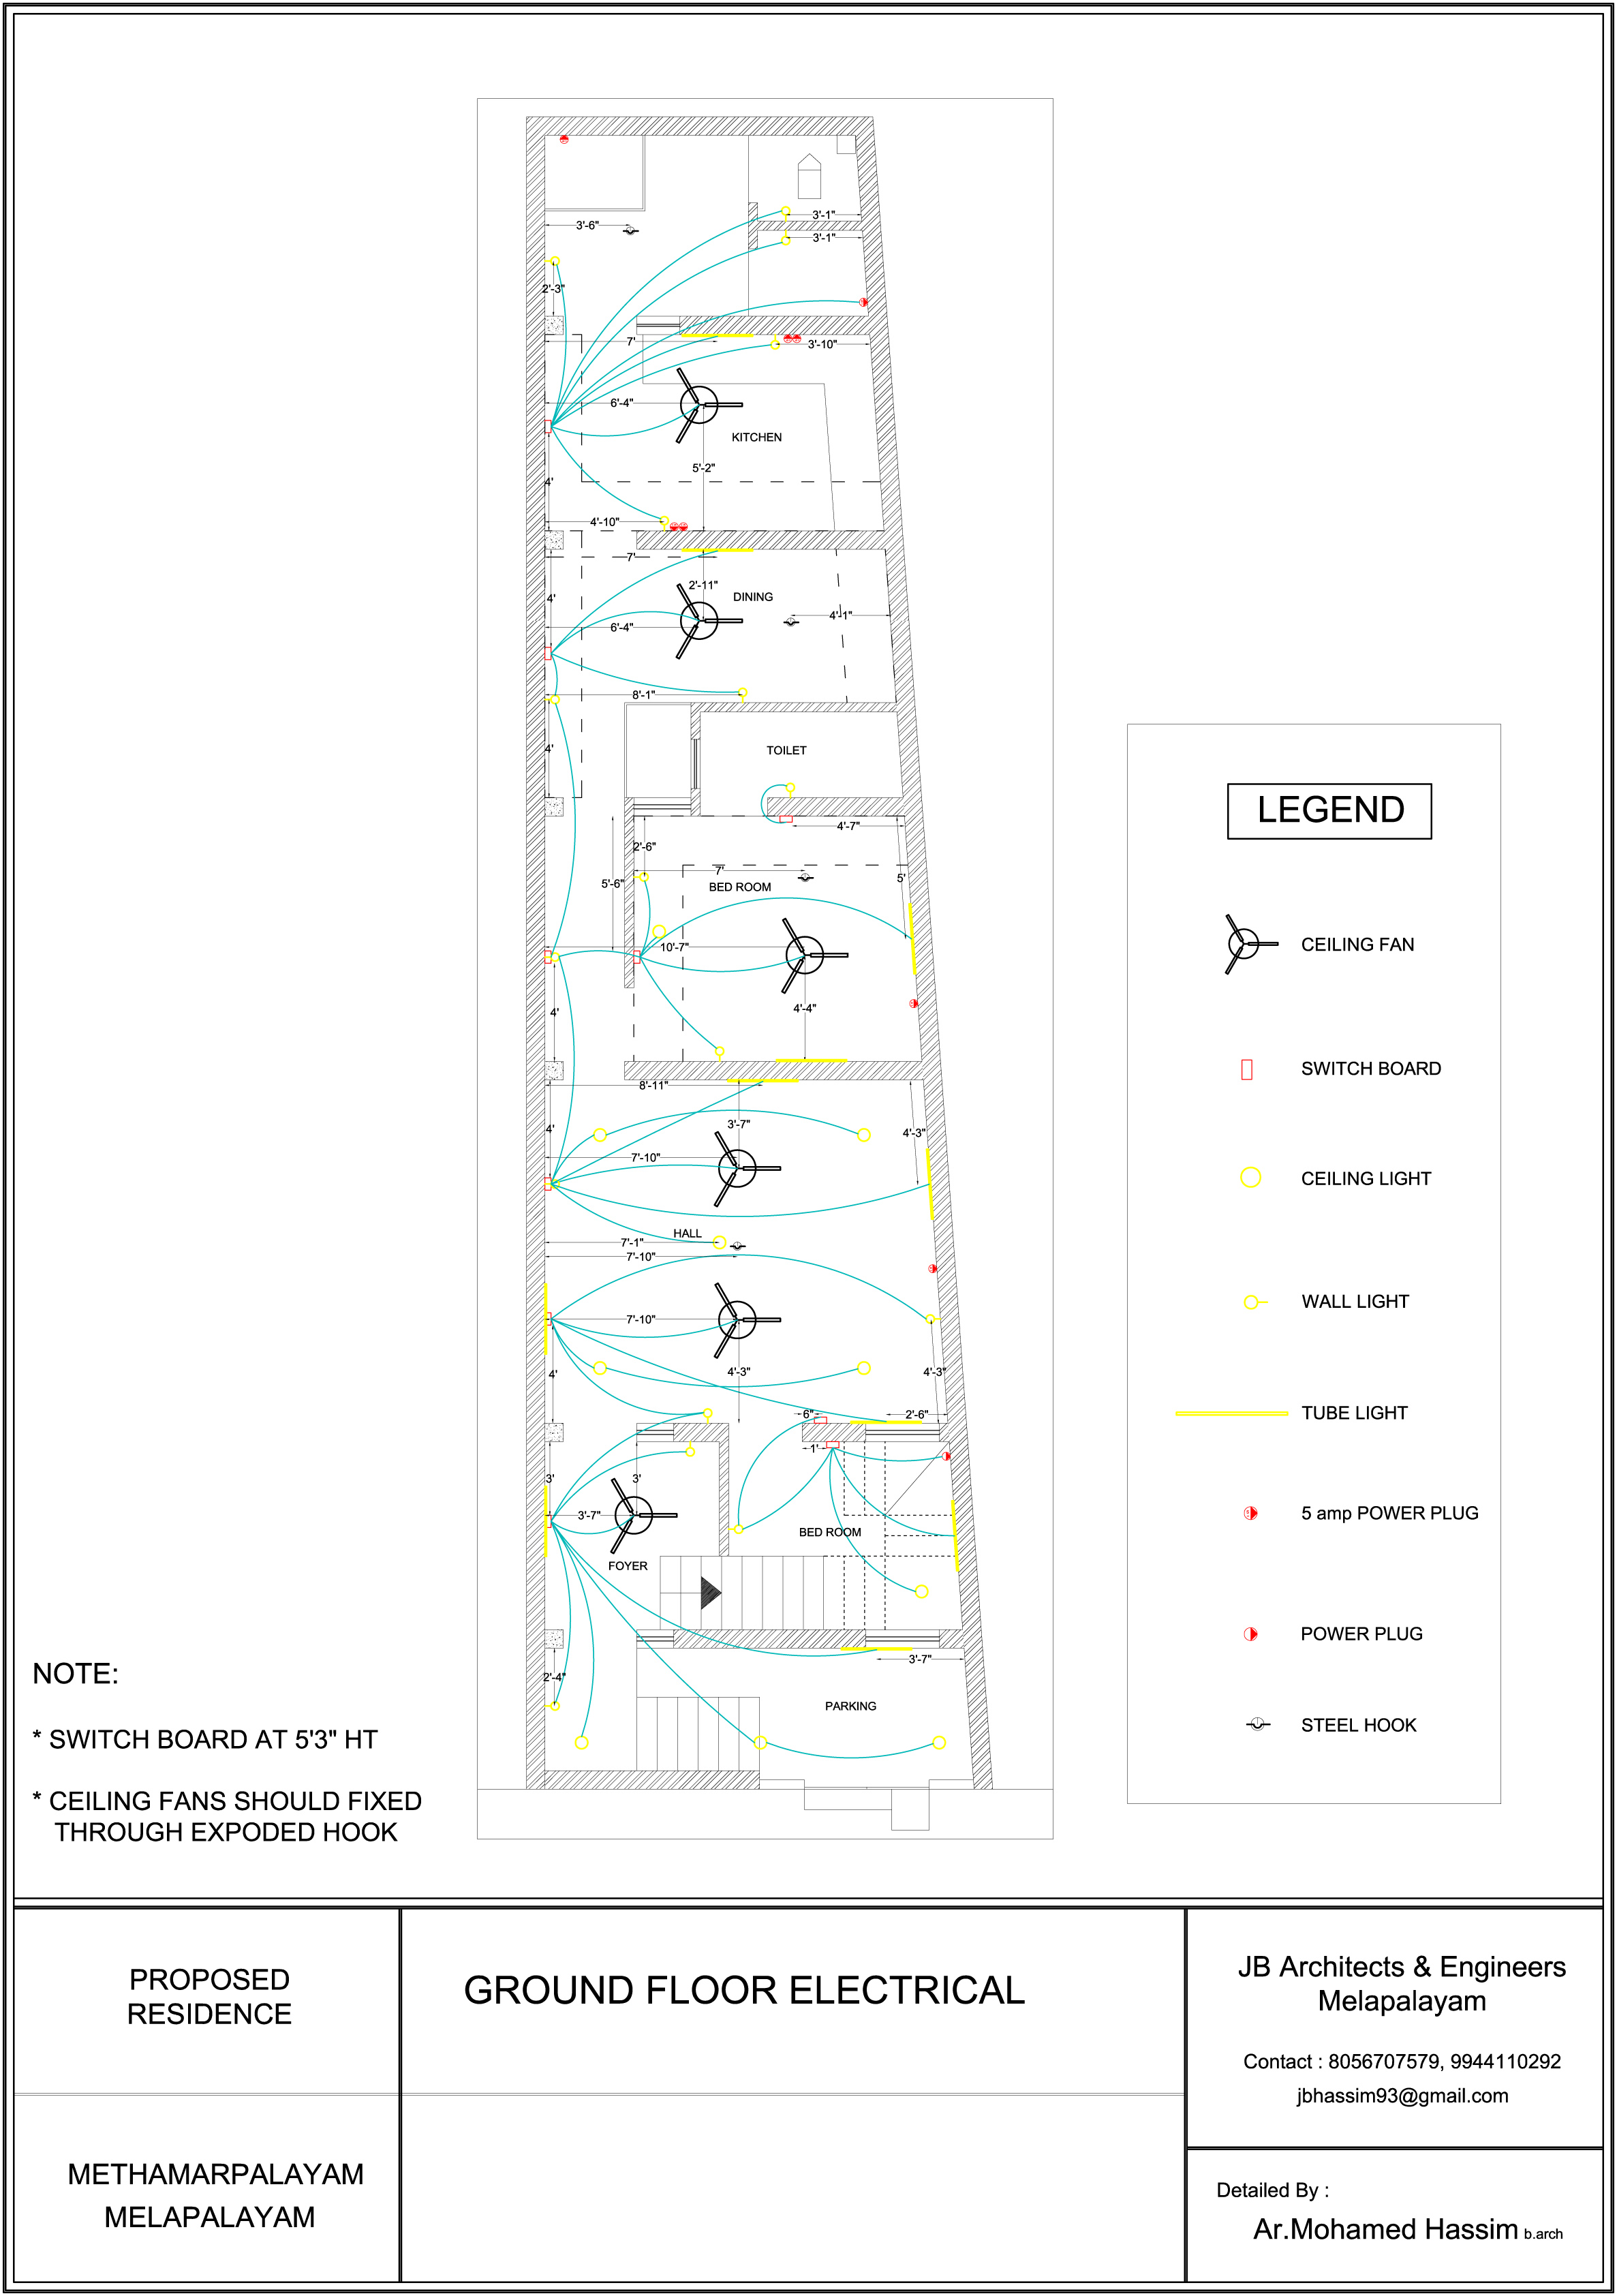 3'-1"
3'-6"
3'-1"
2'-3"
7'
3'-10"
6'-4"
KITCHEN
5'-2"
4'
4'-10"
7'
2'-11"
DINING
4'
4'-1"
6'-4"
8'-1"
4'
TOILET
4'-7"
2'-6"
7'
5'
5'-6"
BED ROOM
10'-7"
4'-4"
4'
8'-11"
3'-7"
4'
4'-3"
7'-10"
HALL
7'-1"
7'-10"
7'-10"
4'
4'-3"
4'-3"
6"
2'-6"
1'
3'
3'
3'-7"
BED ROOM
FOYER
3'-7"
2'-4"
PARKING
LEGEND
CEILING FAN
SWITCH BOARD
CEILING LIGHT
WALL LIGHT
TUBE LIGHT
5 amp POWER PLUG
POWER PLUG
STEEL HOOK
NOTE:
* SWITCH BOARD AT 5'3" HT
* CEILING FANS SHOULD FIXED
THROUGH EXPODED HOOK
PROPOSED
RESIDENCE
GROUND FLOOR ELECTRICAL
JB Architects & Engineers
Melapalayam
Contact : 8056707579, 9944110292
jbhassim93@gmail.com
METHAMARPALAYAM
MELAPALAYAM
Detailed By :
Ar.Mohamed Hassim b.arch